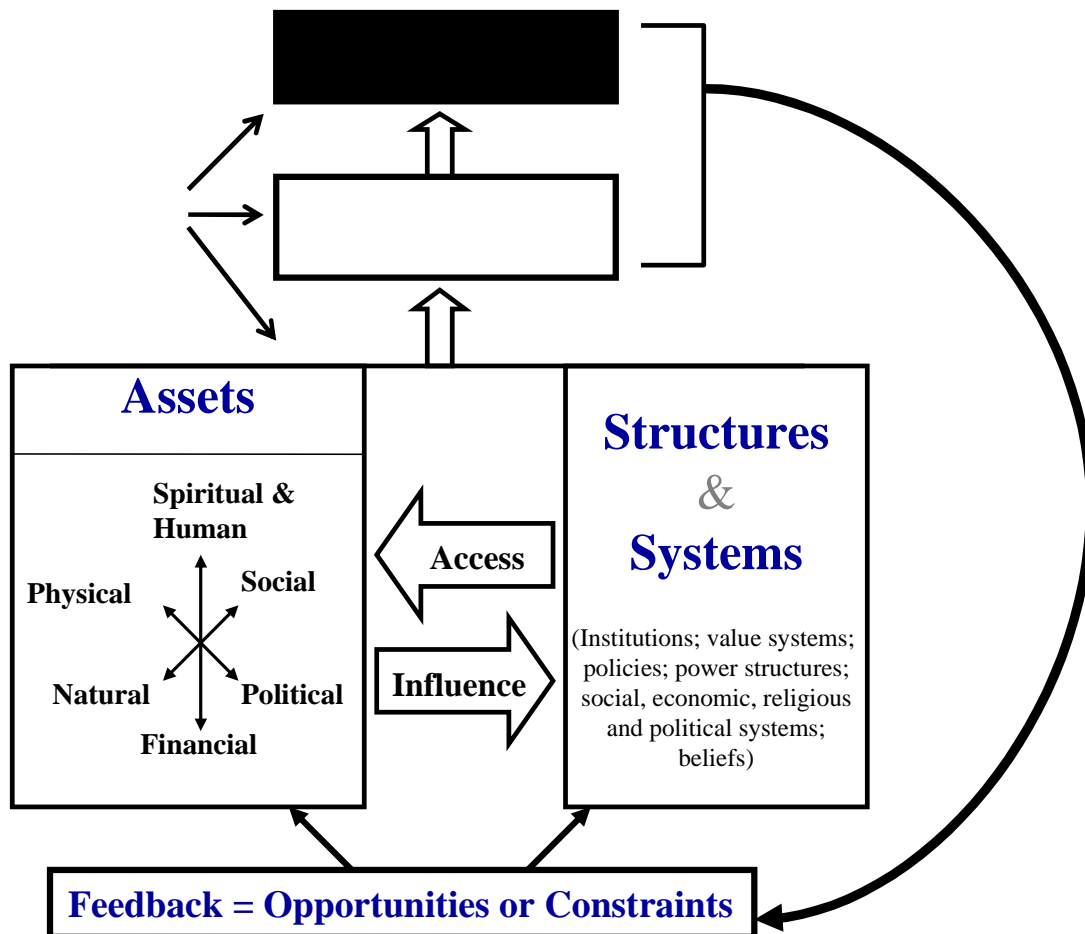 Assets
Spiritual &
Human
Physical
Social
Natural
Political
Financial
Access
Influence
Structures
&
Systems
(Institutions; value systems;
policies; power structures;
social, economic, religious
and political systems;
beliefs)
Feedback = Opportunities or Constraints